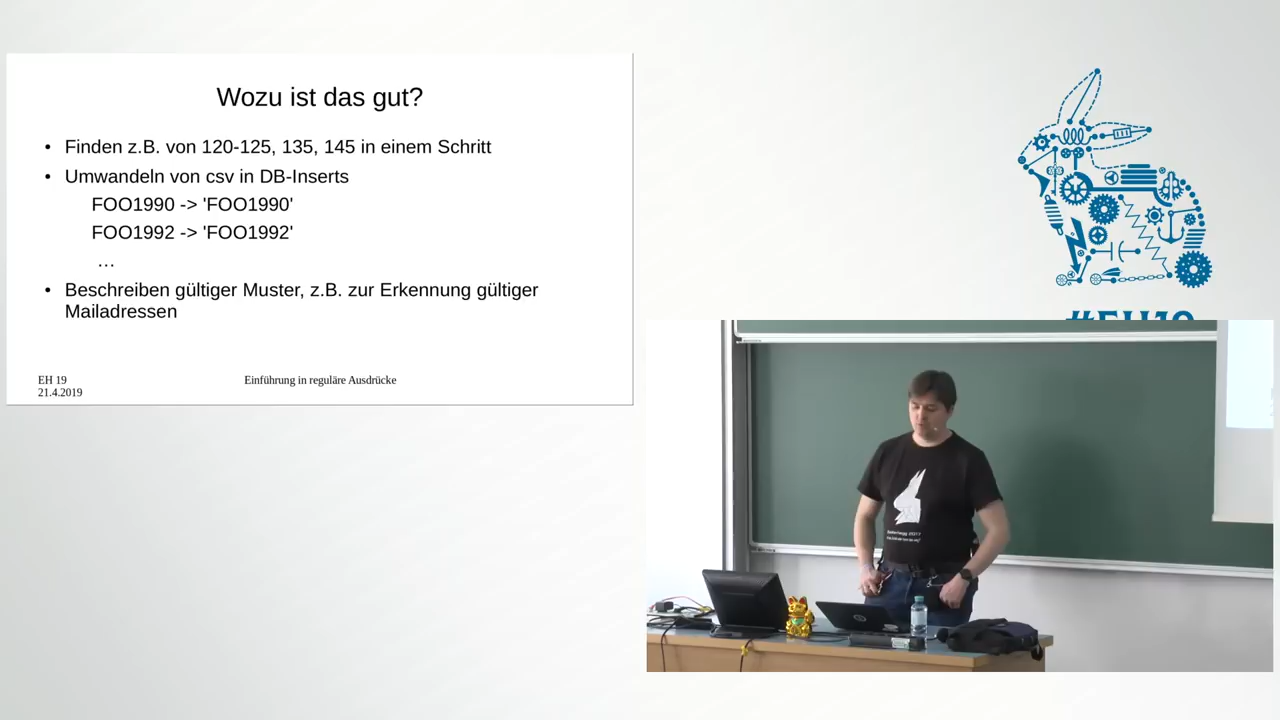 Wozu ist das gut?
• Finden z.B. von 120-125, 135, 145 in einem Schritt
• Umwandeln von csv in DB-Inserts
FOO1990 -> 'FOO1990'
FOO1992 -> 'FOO1992'
…
• Beschreiben gültiger Muster, z.B. zur Erkennung gültiger
Mailadressen
EH 19
21.4.2019
Einführung in reguläre Ausdrücke
#EH19